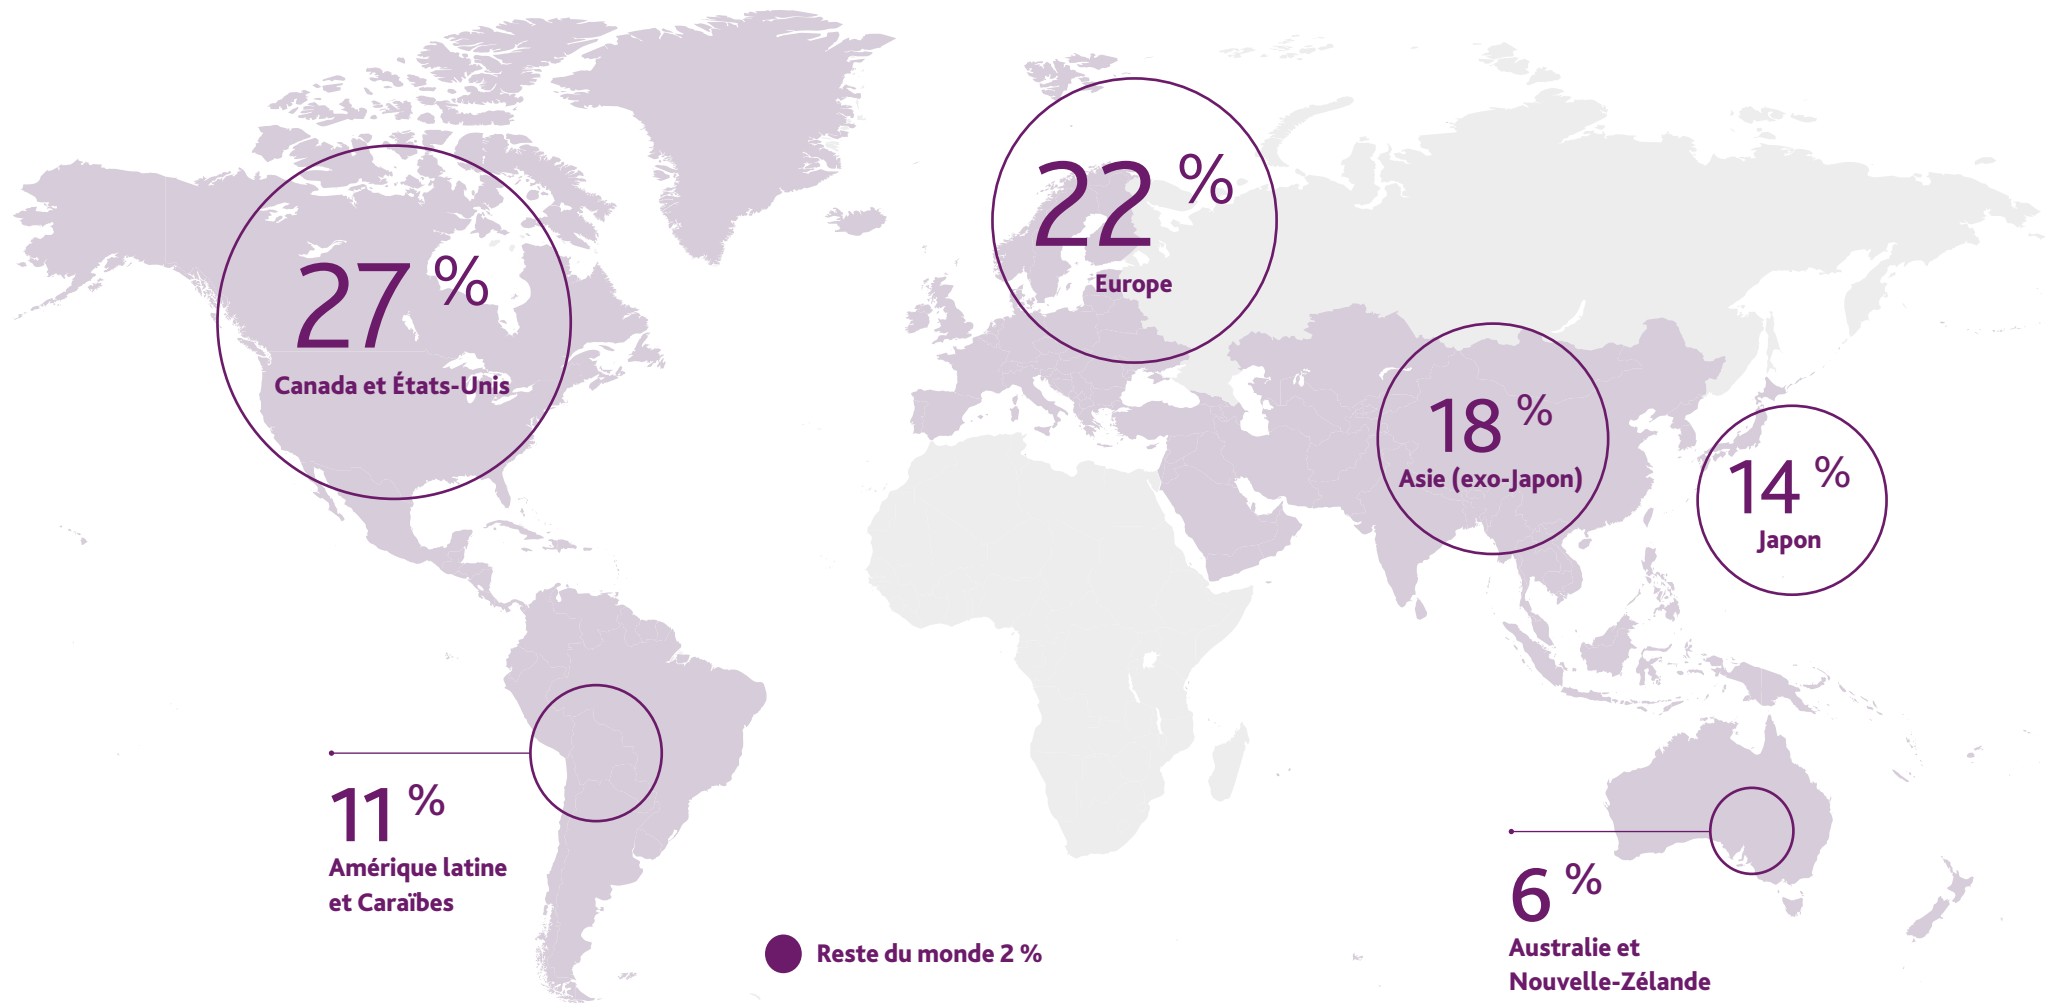 27 %
Canada et États-Unis
22 %
Europe
18 %
Asie (exo-Japon)
14 %
Japon
11 %
Amérique latine
et Caraïbes
6 %
Australie et
Nouvelle-Zélande
Reste du monde 2 %